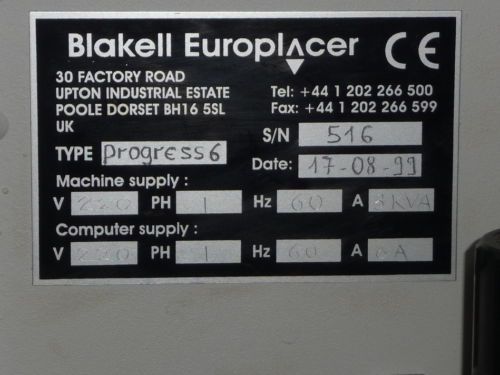 Blakell Europlacer CE
30 FACTORY ROAD
UPTON INDUSTRIAL ESTATE Tel: +44 1 202 266 500
POOLE DORSET BH16 5SL Fax: +44 1 202 266 599
UK S/N 516
TYPE progress6 Date: 17-08-99
Machine supply :
V 220 PH 1 Hz 60 A KVA
Computer supply :
V 220 PH 1 Hz 60 A 6A